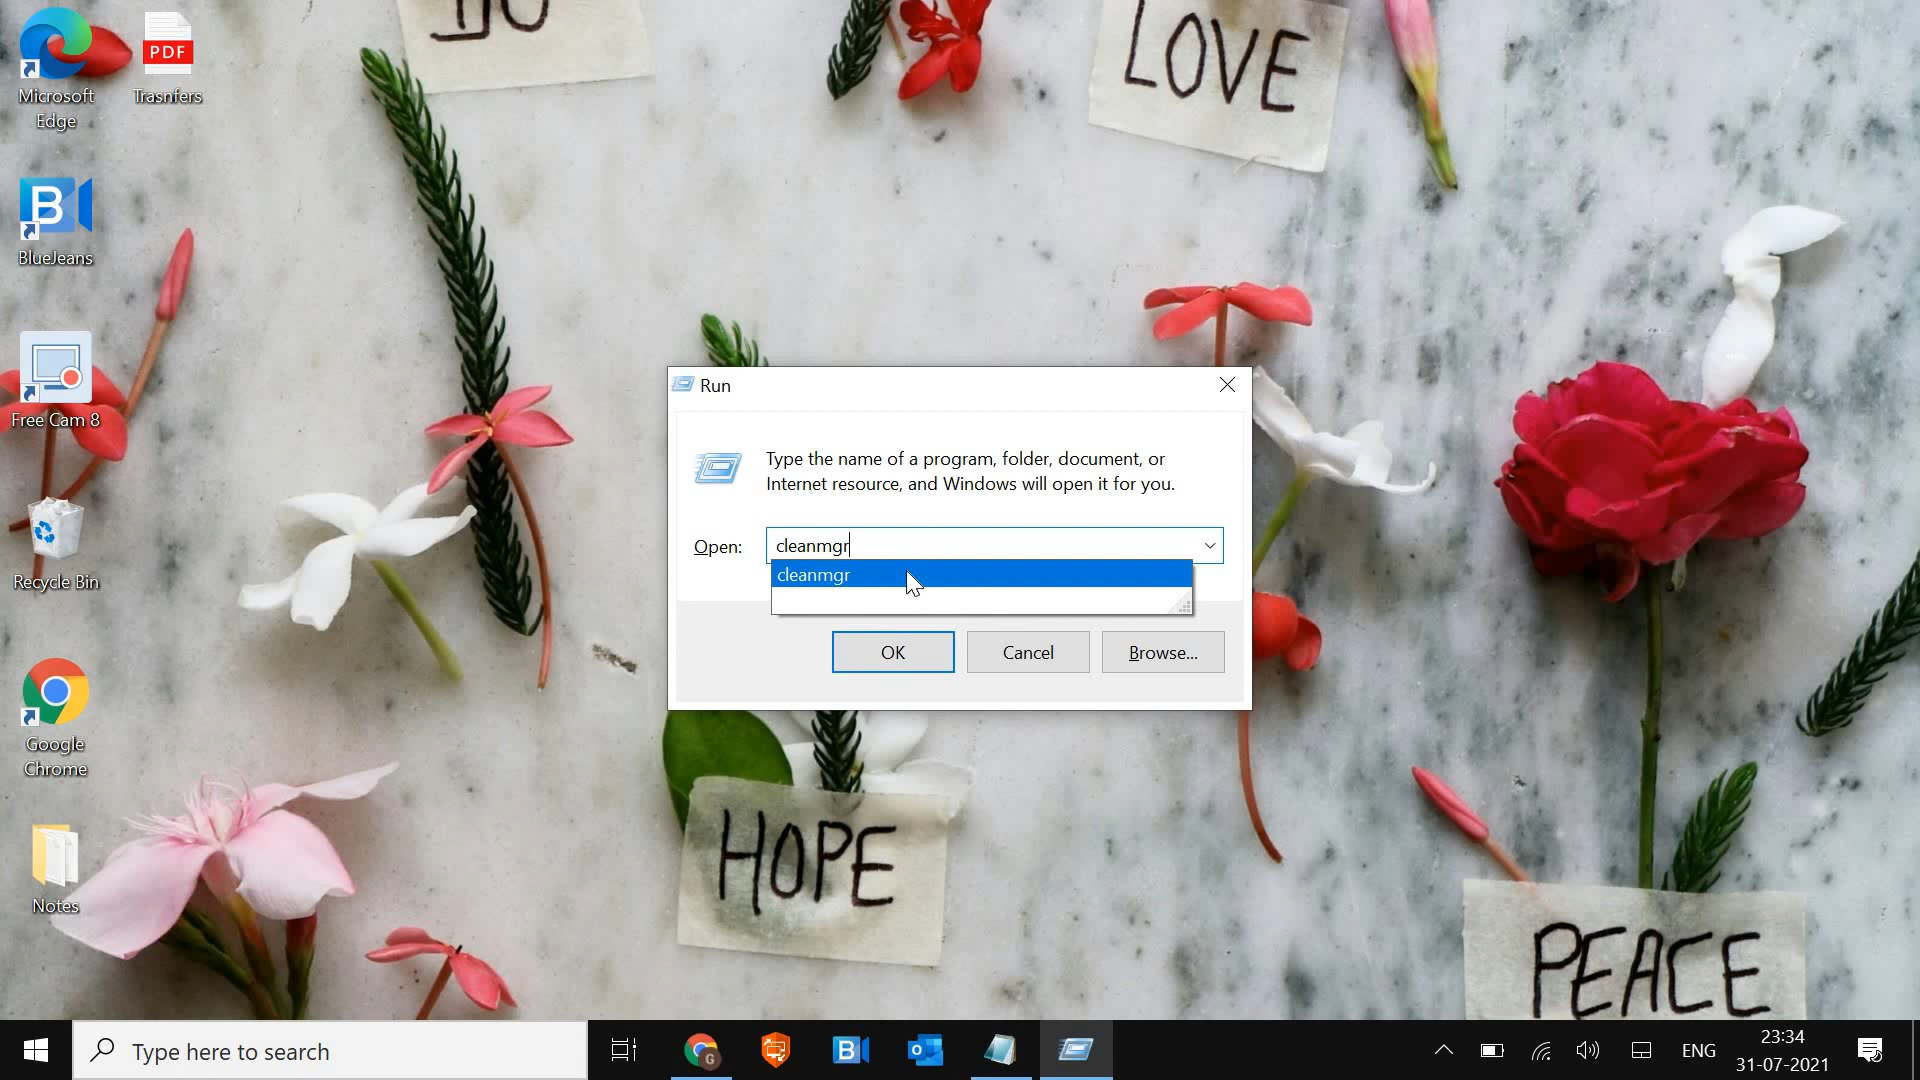 Microsoft
Edge
PDF
Trasnfers
B
BlueJeans
Free Cam 8
Recycle Bin
Google
Chrome
Notes
LOVE
HOPE
PEACE
Run
Type the name of a program, folder, document, or
Internet resource, and Windows will open it for you.
Open:
cleanmgr
cleanmgr
OK
Cancel
Browse...
Type here to search
G
B
o
ENG
23:34
31-07-2021